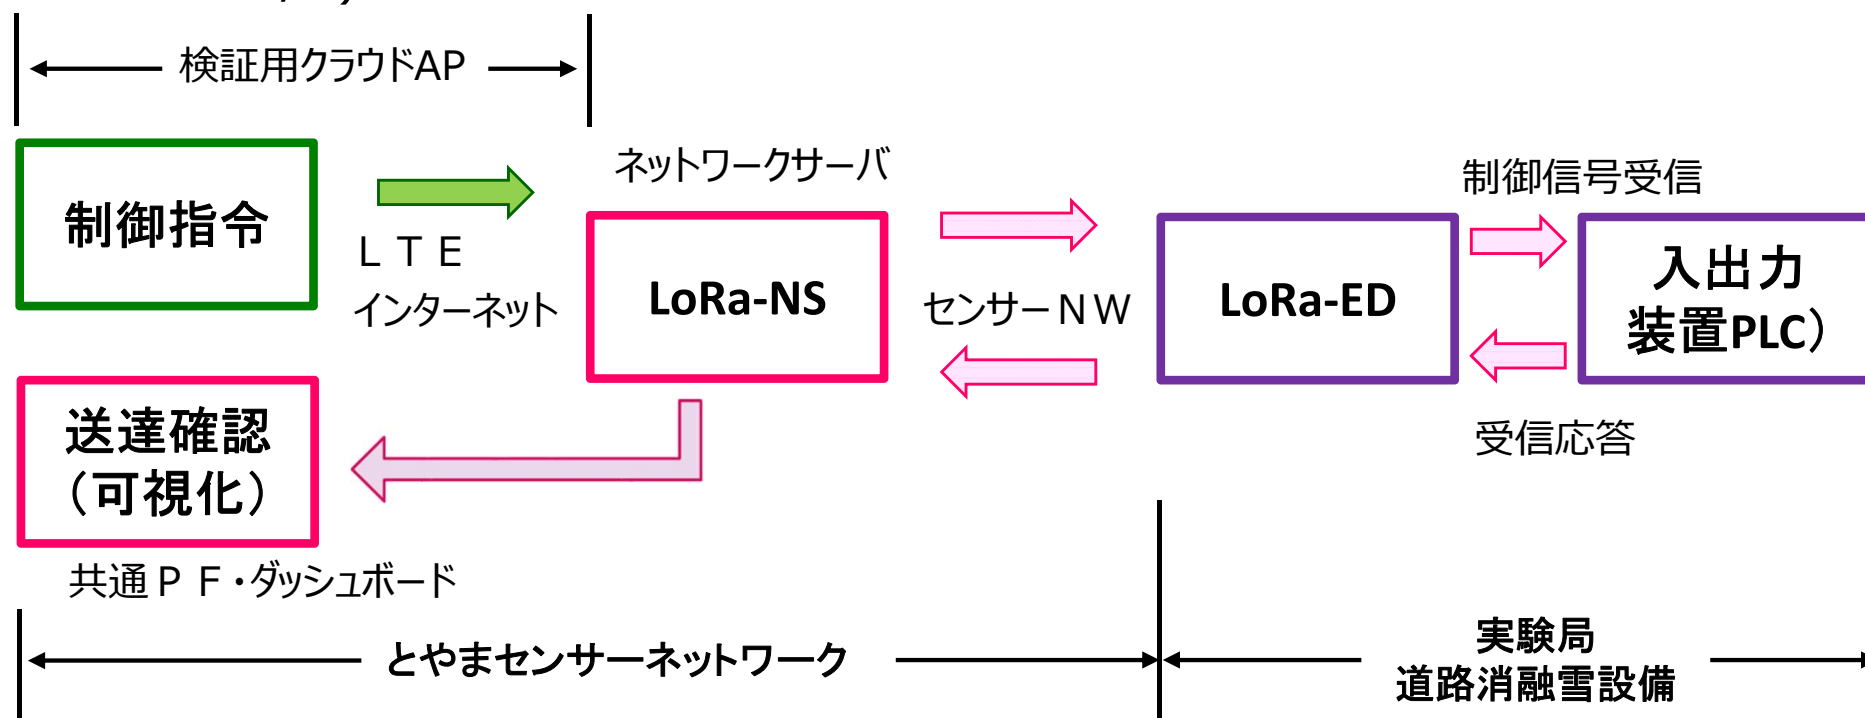 検証用クラウドAP
制御指令
LTE
インターネット
ネットワークサーバ
LoRa-NS
センサーNW
LoRa-ED
制御信号受信
入出力
装置PLC）
受信応答
送達確認
（可視化）
共通PF・ダッシュボード
とやまセンサーネットワーク
実験局
道路消融雪設備